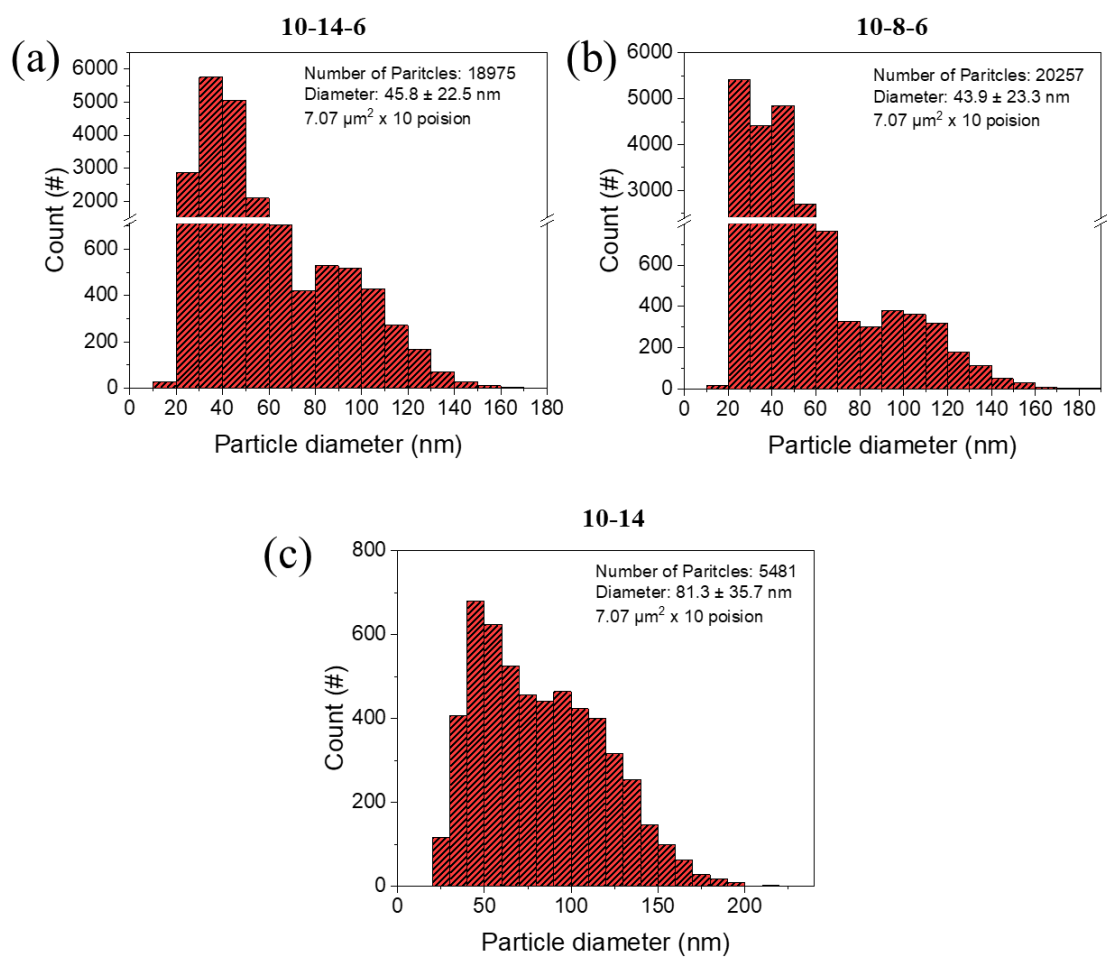 10-14-6
(a)
Number of Paritcles: 18975
Diameter: 45.8 ± 22.5 nm
7.07 µm² x 10 poision
Count (#)
6000
5000
4000
3000
2000
600
400
200
0
0 20 40 60 80 100 120 140 160 180
Particle diameter (nm)
10-8-6
(b)
Number of Paritcles: 20257
Diameter: 43.9 ± 23.3 nm
7.07 µm² x 10 poision
Count (#)
6000
5000
4000
3000
600
400
200
0
0 20 40 60 80 100 120 140 160 180
Particle diameter (nm)
10-14
(c)
Number of Paritcles: 5481
Diameter: 81.3 ± 35.7 nm
7.07 µm² x 10 poision
Count (#)
800
600
400
200
0
0 50 100 150 200
Particle diameter (nm)